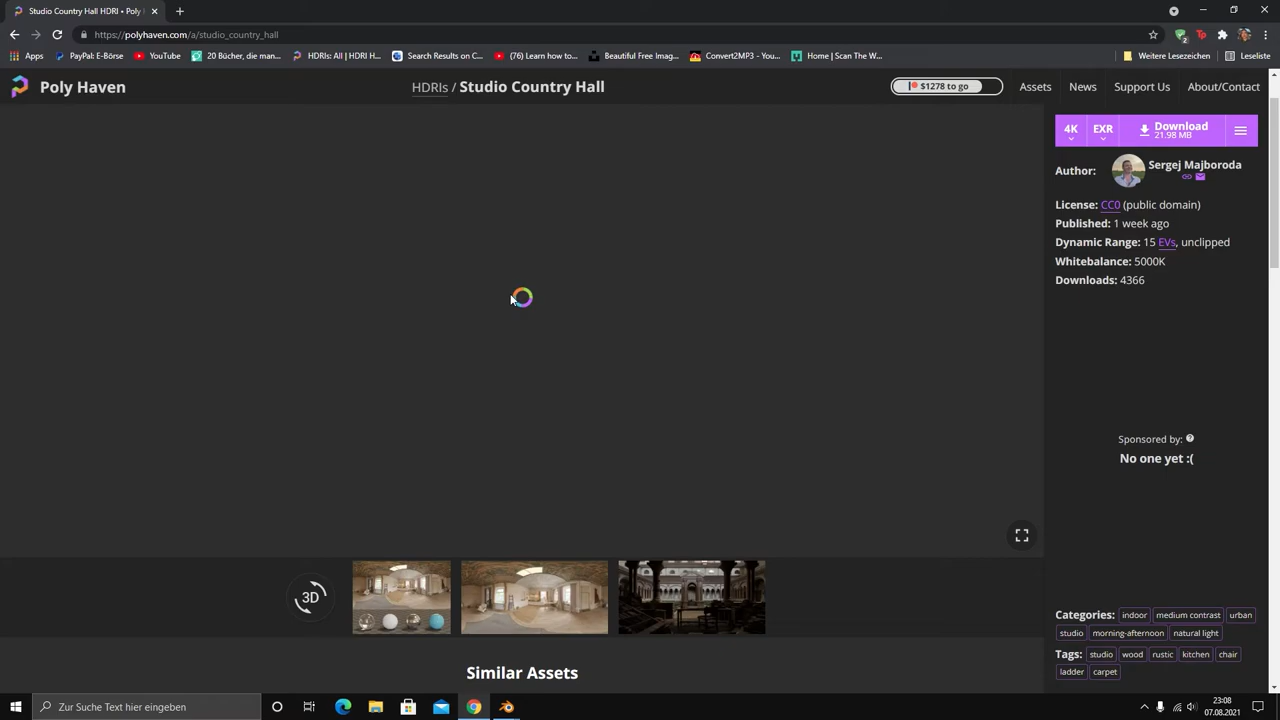 Studio Country Hall HDRI • Poly
https://polyhaven.com/a/studio_country_hall
Apps
PayPal: E-Börse
YouTube
20 Bücher, die man...
HDRIs: All | HDRI H...
Search Results on C...
(76) Learn how to...
Beautiful Free Imag...
Convert2MP3 - You...
Home | Scan The W...
Weitere Lesezeichen
Leseliste
Poly Haven
HDRIs / Studio Country Hall
$1278 to go
Assets
News
Support Us
About/Contact
4K
EXR
Download
21.98 MB
Author:
Sergej Majboroda
License: CC0 (public domain)
Published: 1 week ago
Dynamic Range: 15 EVs, unclipped
Whitebalance: 5000K
Downloads: 4366
Sponsored by:
No one yet :(
3D
Categories: indoor medium contrast urban
studio morning-afternoon natural light
Tags: studio wood rustic kitchen chair
ladder carpet
Similar Assets
Zur Suche Text hier eingeben
23:08
07.08.2021